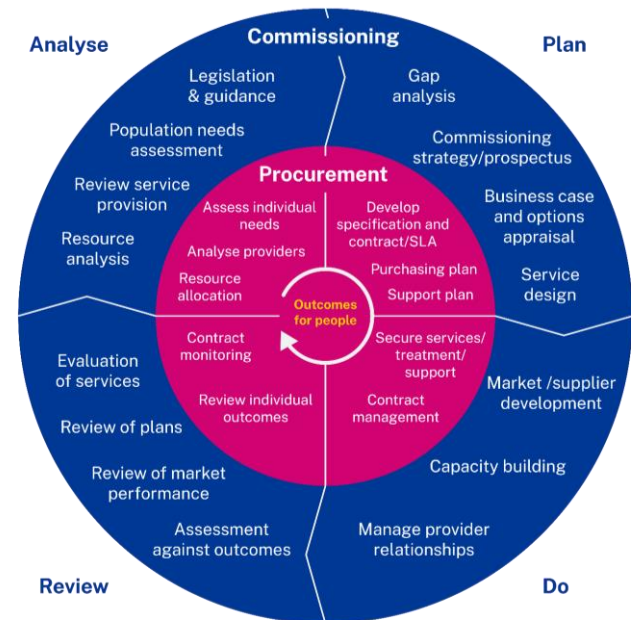 Analyse
Commissioning
Plan
Legislation
& guidance
Population needs
assessment
Review service
provision
Resource
analysis
Gap
analysis
Commissioning
strategy/prospectus
Business case
and options
appraisal
Service
design
Procurement
Assess individual
needs
Analyse providers
Resource
allocation
Develop
specification and
contract/SLA
Purchasing plan
Support plan
Outcomes
for people
Contract
monitoring
Review individual
outcomes
Secure services/
treatment/
support
Contract
management
Evaluation
of services
Review of plans
Review of market
performance
Assessment
against outcomes
Market /supplier
development
Capacity building
Manage provider
relationships
Review
Do